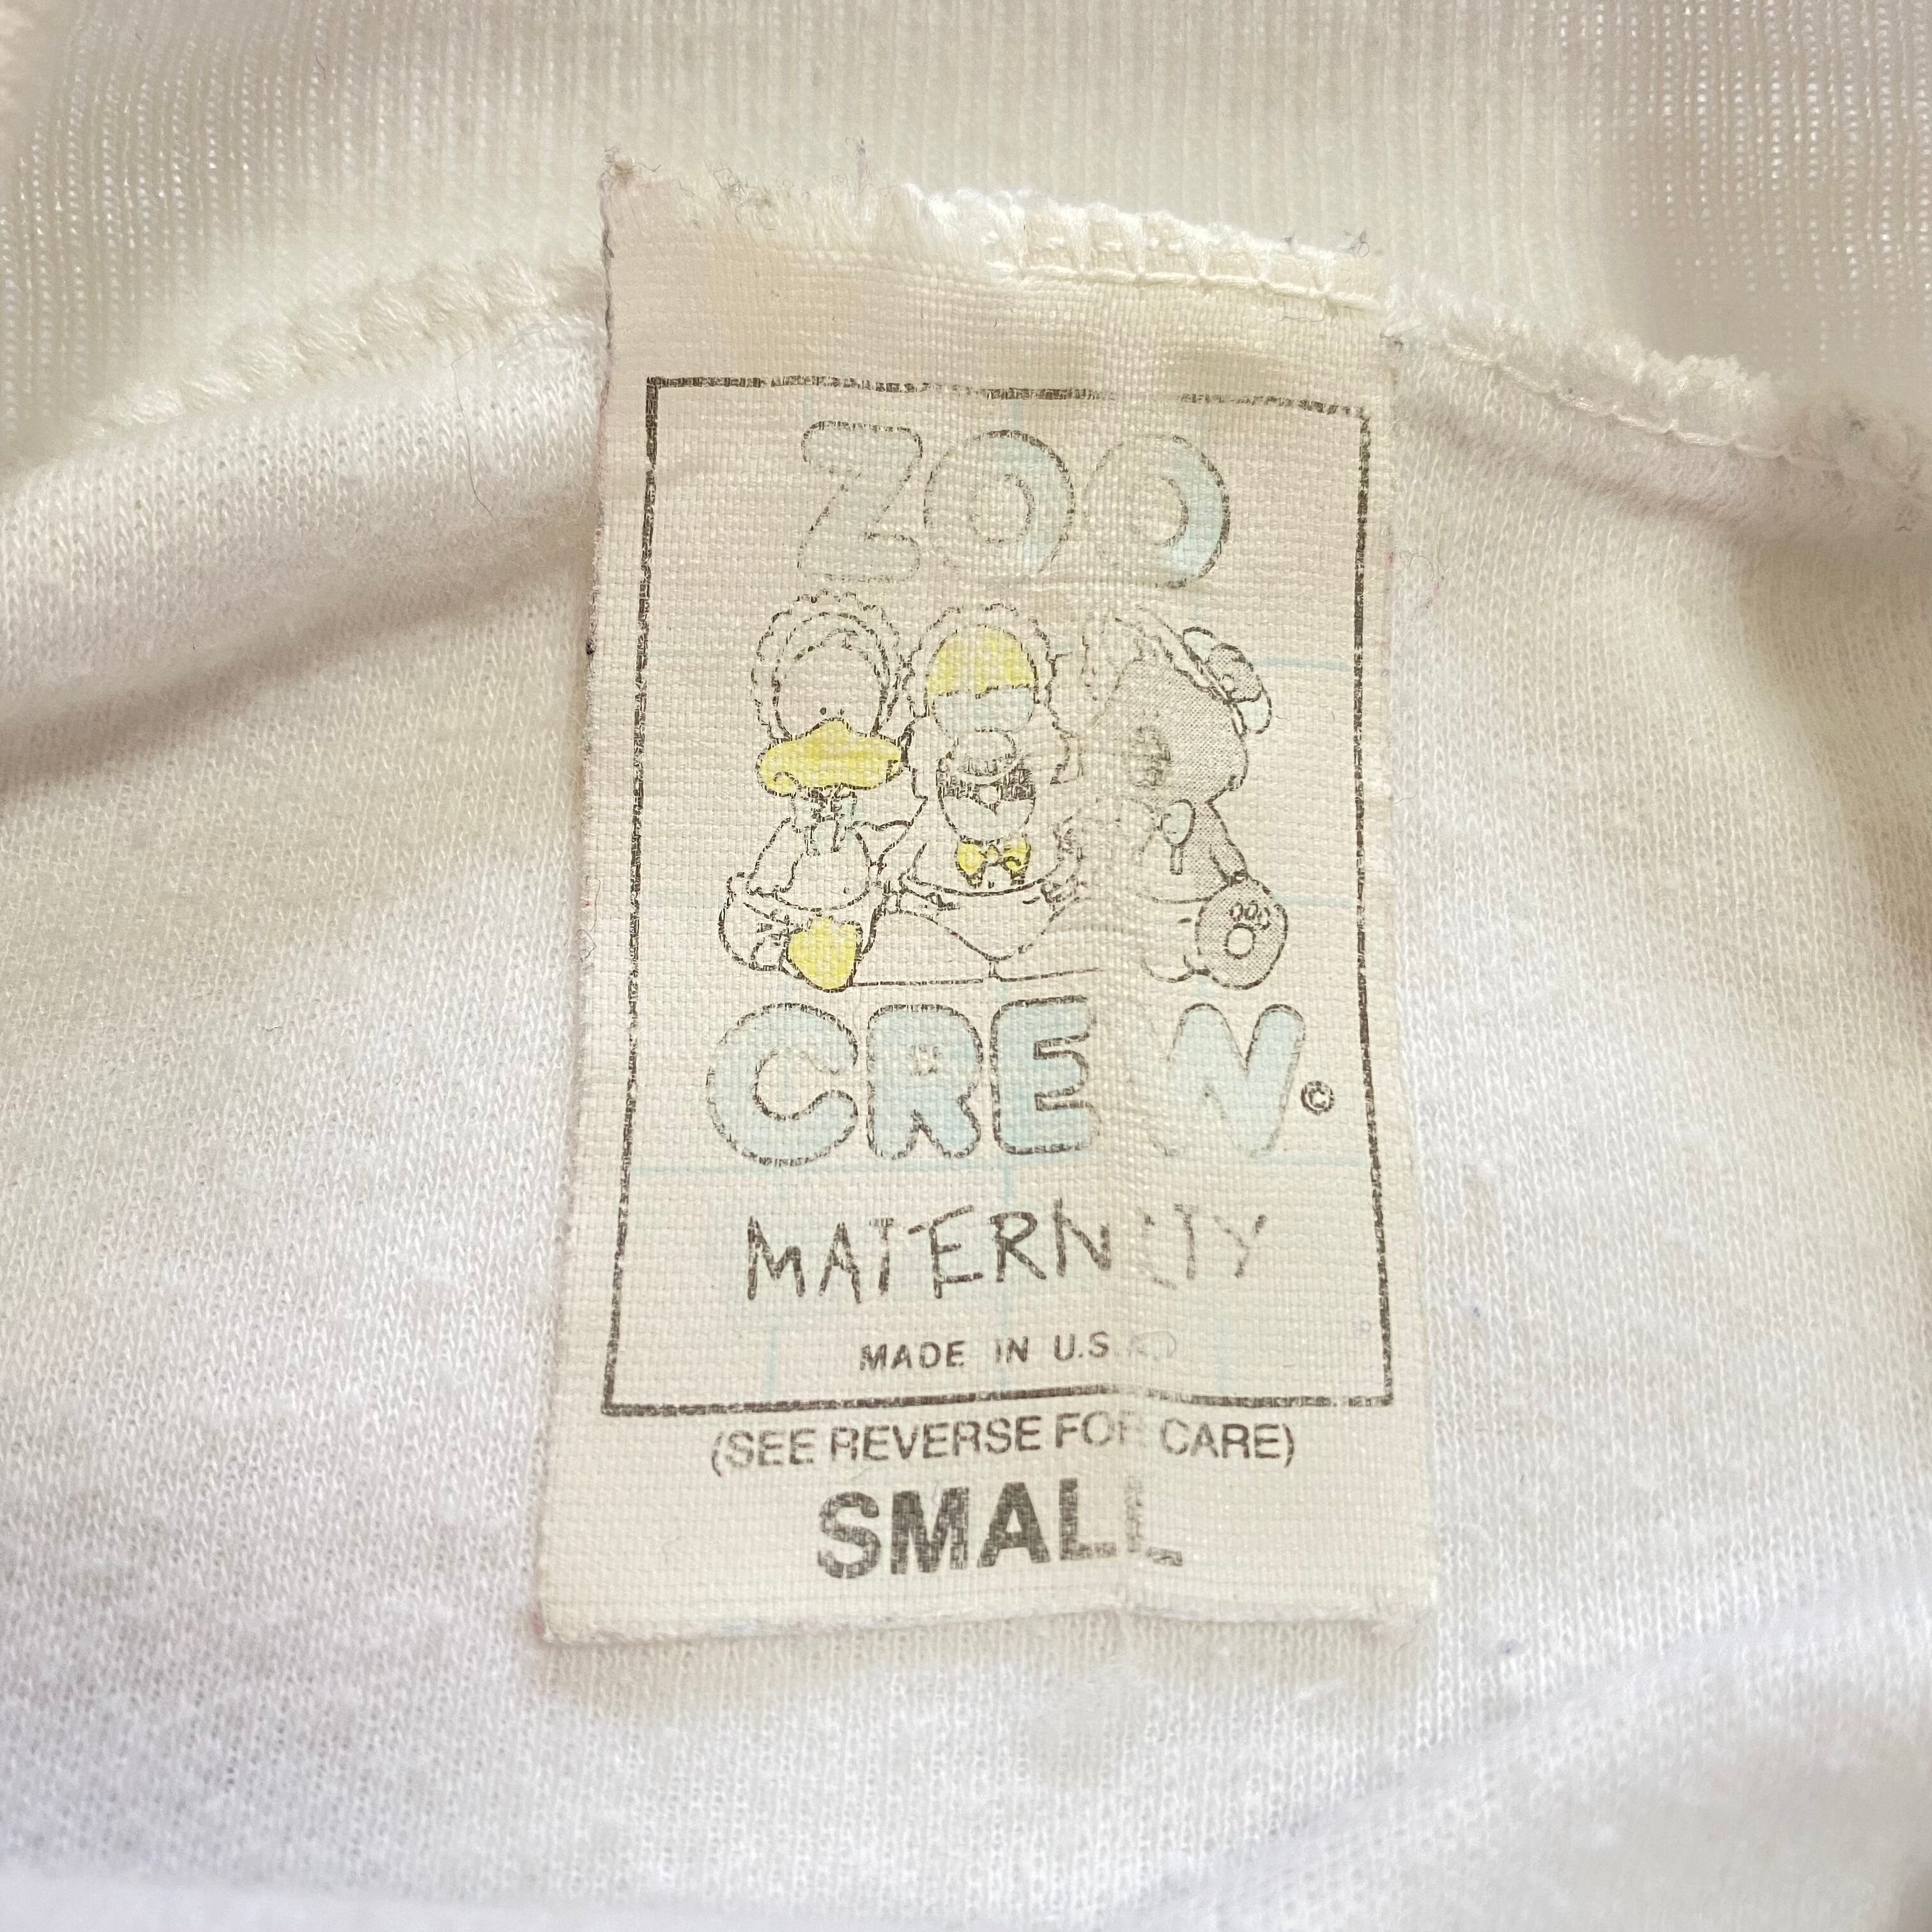 ZOO
CREW ©
MATERNITY
MADE IN U.S.A.
(SEE REVERSE FOR CARE)
SMALL